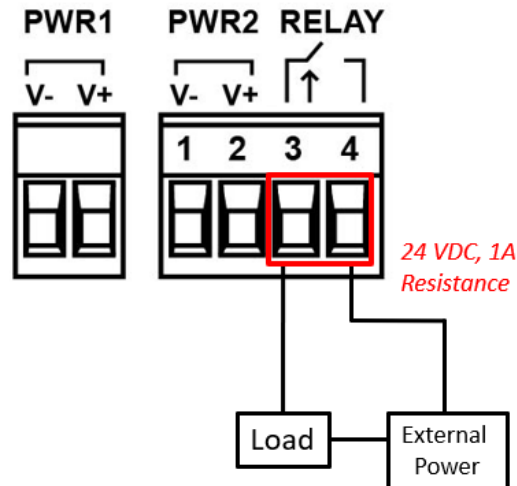 PWR1 PWR2 RELAY
V- V+ V- V+
1 2 3 4
24 VDC, 1A
Resistance
Load
External
Power